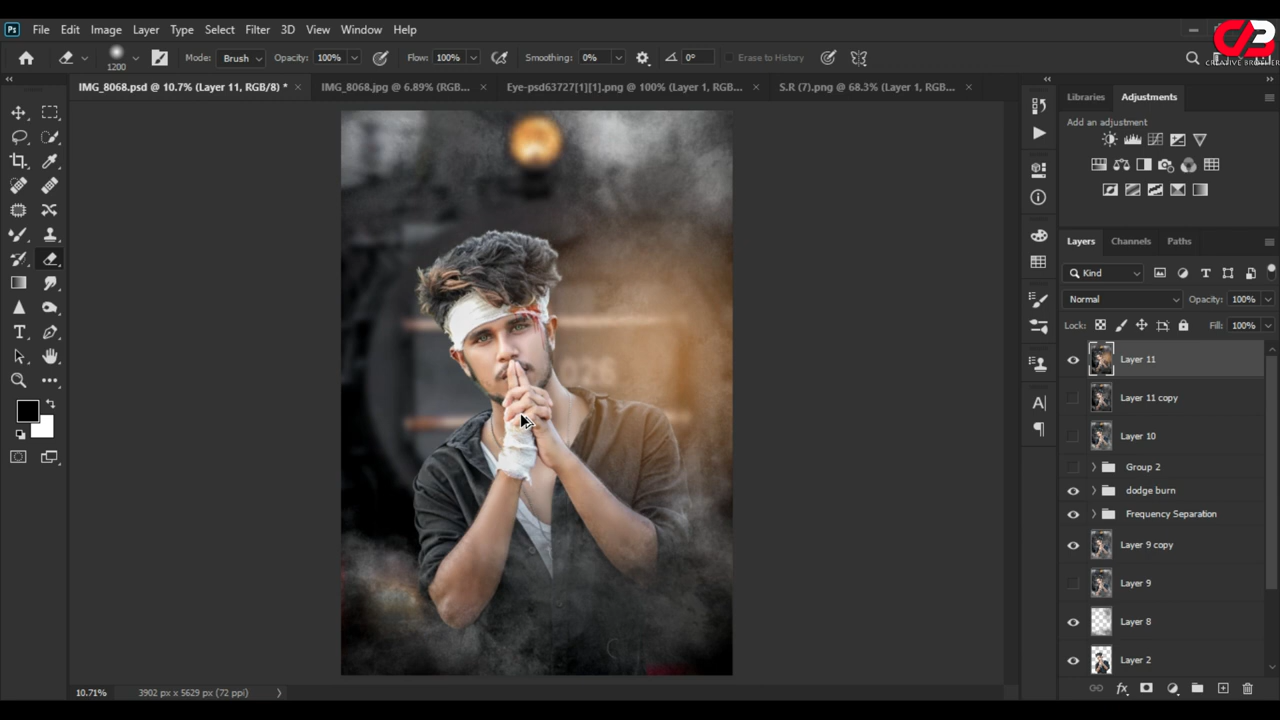 Ps File Edit Image Layer Type Select Filter 3D View Window Help
CREATIVE BROTHER
1200 Mode: Brush Opacity: 100% Flow: 100% Smoothing: 0% 0° Erase to History
IMG_8068.psd @ 10.7% (Layer 11, RGB/8) * × IMG_8068.jpg @ 6.89% (RGB... × Eye-psd63727[1][1].png @ 100% (Layer 1, RGB... × S.R (7).png @ 68.3% (Layer 1, RGB... ×
Libraries Adjustments
Add an adjustment
Layers Channels Paths
Kind
Normal Opacity: 100%
Lock: Fill: 100%
Layer 11
026
Layer 11 copy
Layer 10
Group 2
dodge burn
Frequency Separation
Layer 9 copy
Layer 9
Layer 8
Layer 2
10.71% 3902 px x 5629 px (72 ppi)